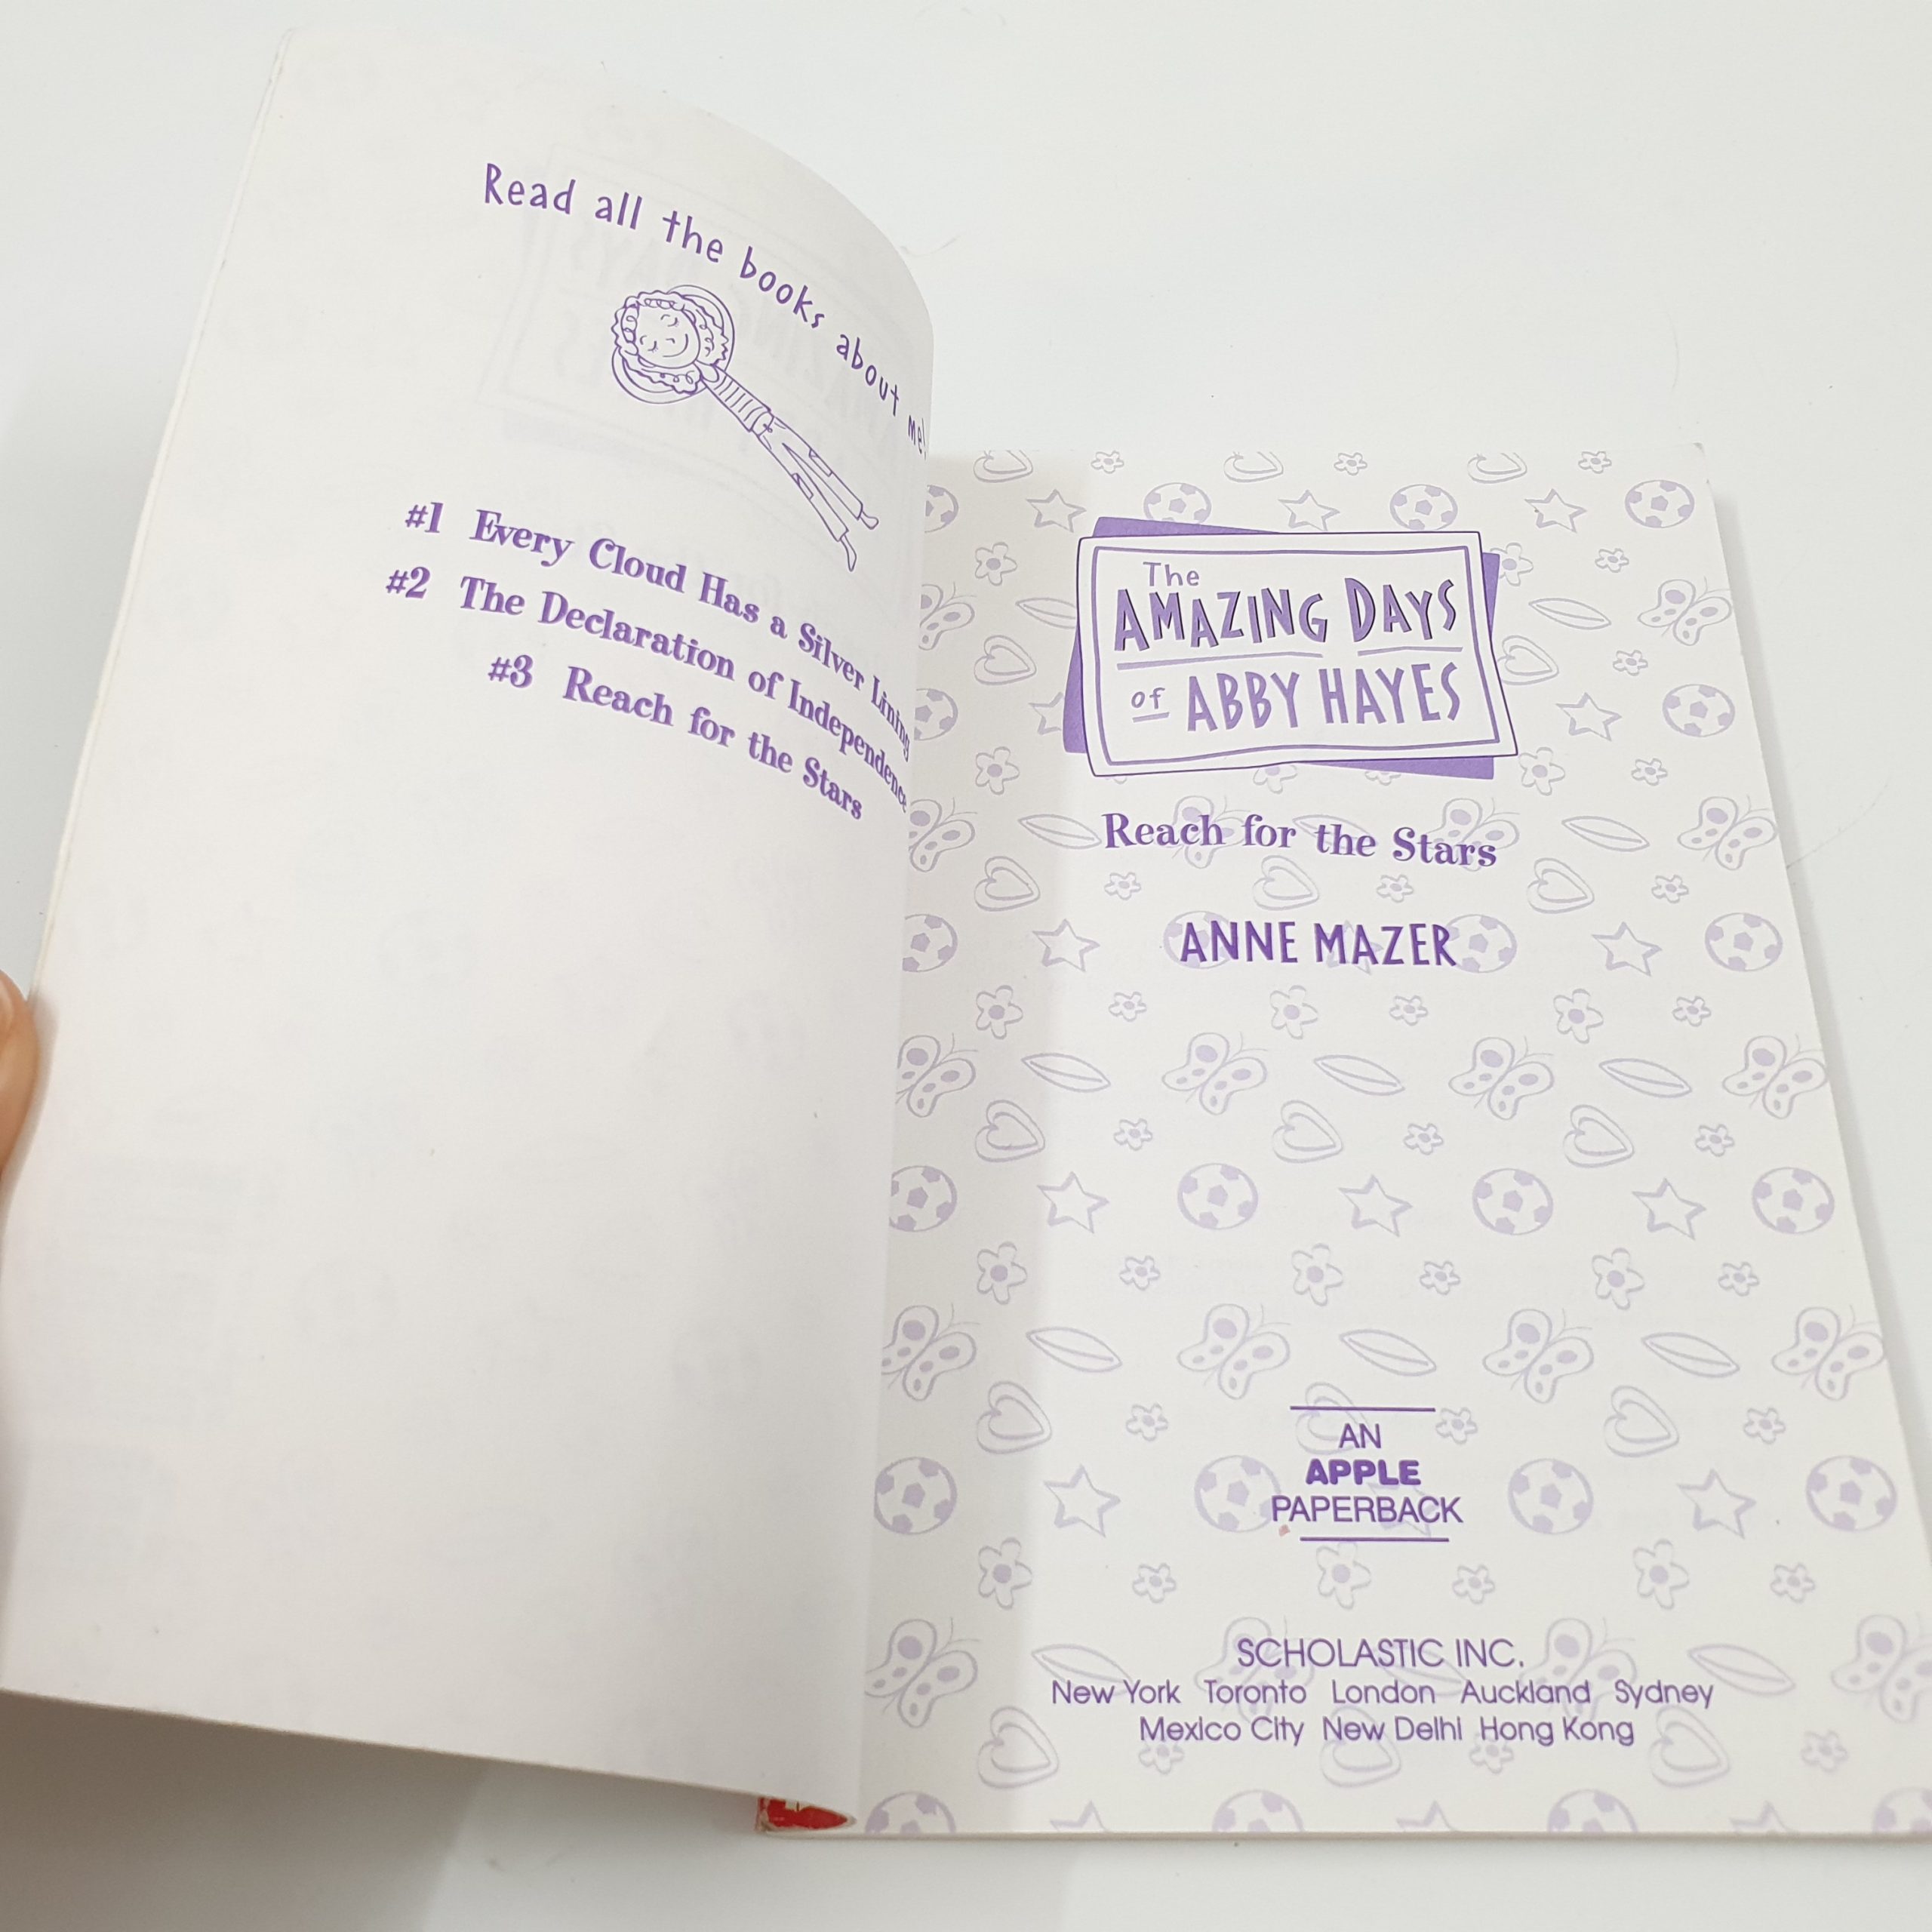 Read all the books about me!
#1 Every Cloud Has a Silver Lining
#2 The Declaration of Independence
#3 Reach for the Stars
The
AMAZING DAYS
of ABBY HAYES
Reach for the Stars
ANNE MAZER
AN
APPLE
PAPERBACK
SCHOLASTIC INC.
New York Toronto London Auckland Sydney
Mexico City New Delhi Hong Kong